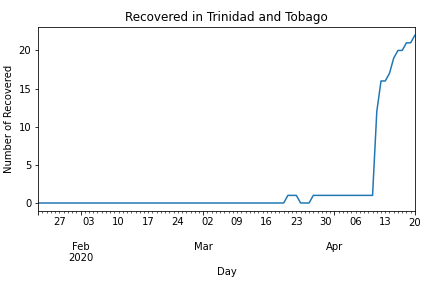 Recovered in Trinidad and Tobago
Number of Recovered
20
15
10
5
0
27 03 10 17 24 02 09 16 23 30 06 13 20
Feb Mar Apr
2020
Day